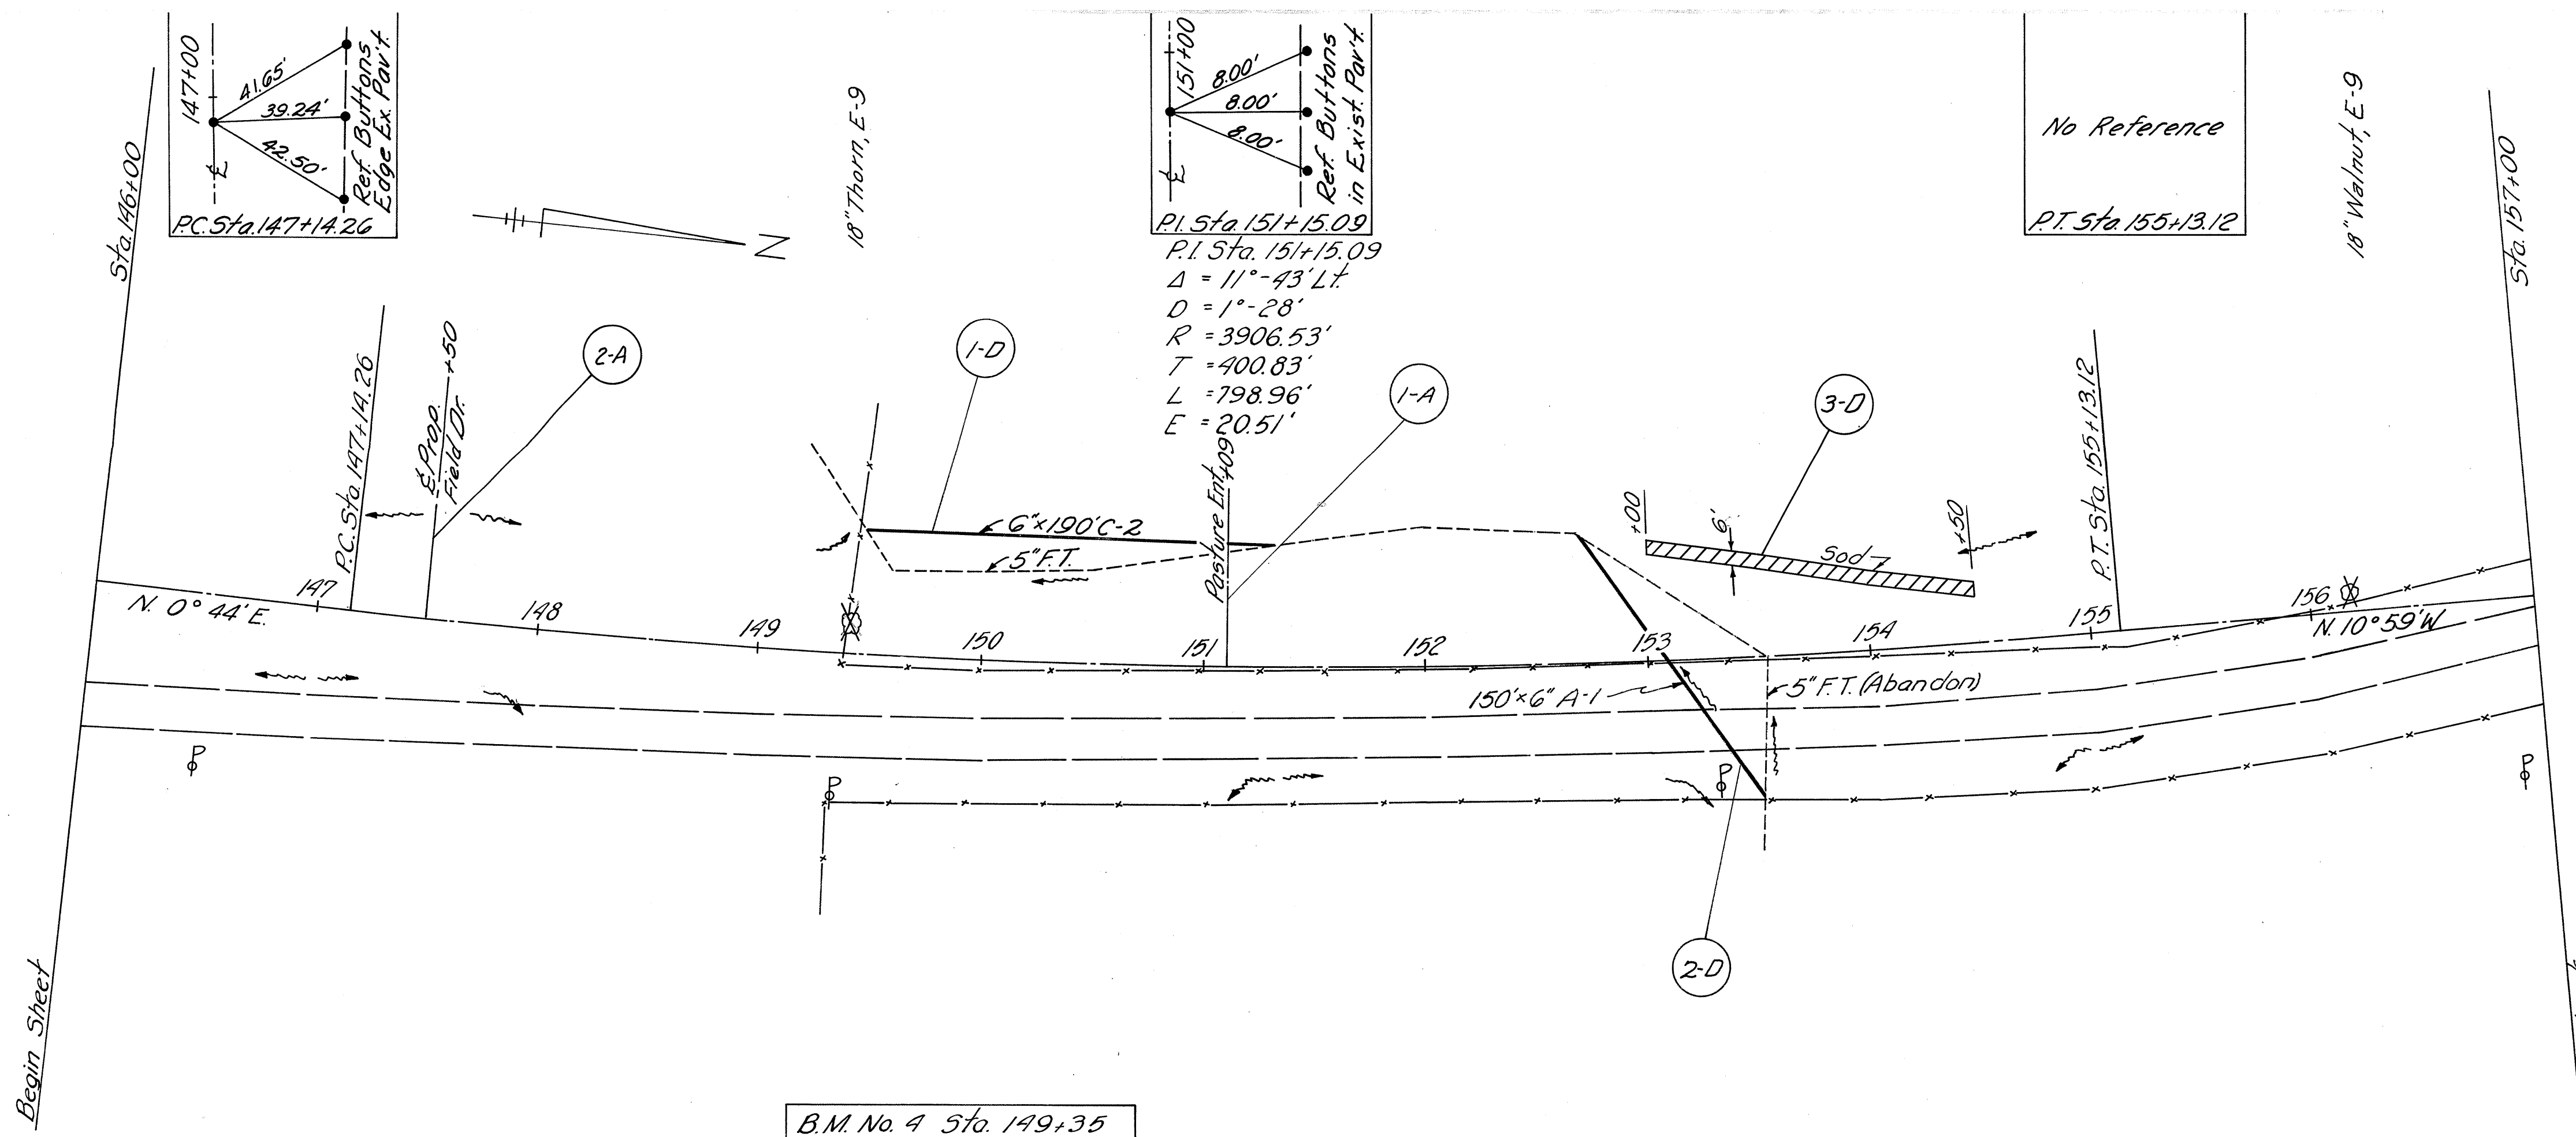 Sta. 146+00
147+00
41.65'
39.24'
42.50'
℄
Ref. Buttons
Edge Ex. Pav't.
P.C. Sta. 147+14.26
N
18" Thorn, E-9
151+00
8.00'
8.00'
8.00'
℄
Ref. Buttons
in Exist. Pav't.
P.I. Sta. 151+15.09
P.I. Sta. 151+15.09
Δ = 11°-43' Lt.
D = 1°-28'
R = 3906.53'
T = 400.83'
L = 798.96'
E = 20.51'
No Reference
P.T. Sta. 155+13.12
18" Walnut, E-9
Sta. 157+00
P.C. Sta. 147+14.26
℄ Prop. +50
Field Dr.
2-A
1-D
1-A
3-D
P.T. Sta. 155+13.12
6"x190' C-2
5" F.T.
Pasture Ent. +09
+00
6'
Sod
+50
N. 0° 44' E.
147
148
149
150
151
152
153
154
155
156
N. 10° 59' W
150'x6" A-1
5" F.T. (Abandon)
P
P
P
P
2-D
Begin Sheet
B.M. No. 4 Sta. 149+35